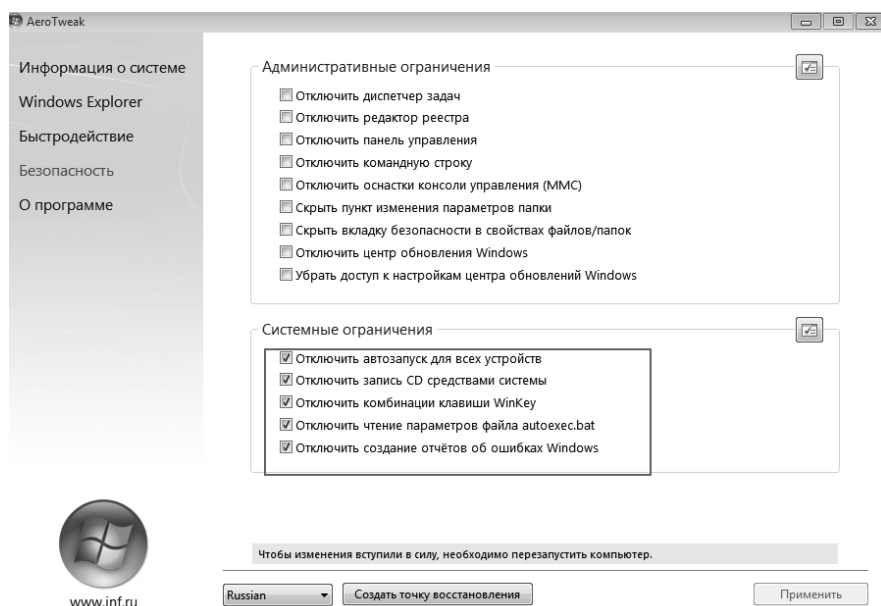 AeroTweak
Информация о системе
Windows Explorer
Быстродействие
Безопасность
О программе
Административные ограничения
Отключить диспетчер задач
Отключить редактор реестра
Отключить панель управления
Отключить командную строку
Отключить оснастки консоли управления (MMC)
Скрыть пункт изменения параметров папки
Скрыть вкладку безопасности в свойствах файлов/папок
Отключить центр обновления Windows
Убрать доступ к настройкам центра обновлений Windows
Системные ограничения
Отключить автозапуск для всех устройств
Отключить запись CD средствами системы
Отключить комбинации клавиши WinKey
Отключить чтение параметров файла autoexec.bat
Отключить создание отчётов об ошибках Windows
Чтобы изменения вступили в силу, необходимо перезапустить компьютер.
www.inf.ru
Russian
Создать точку восстановления
Применить